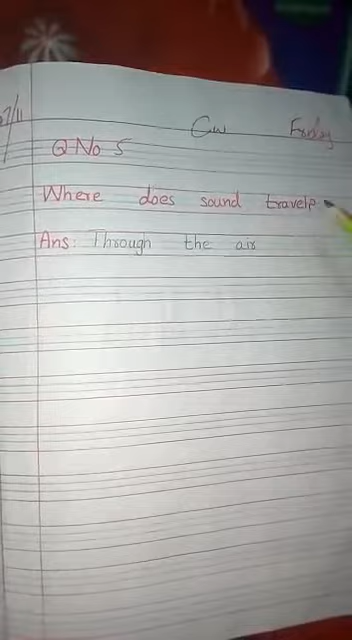 Cw Friday
Q No 5
Where does sound travel?
Ans: Through the air